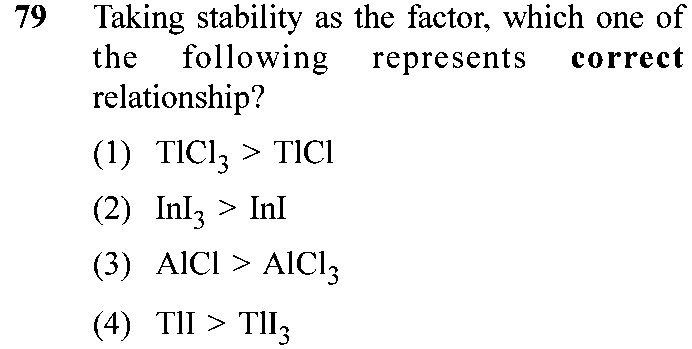 79 Taking stability as the factor, which one of
the following represents correct
relationship?
(1) TlCl₃ > TlCl
(2) InI₃ > InI
(3) AlCl > AlCl₃
(4) TlI > TlI₃